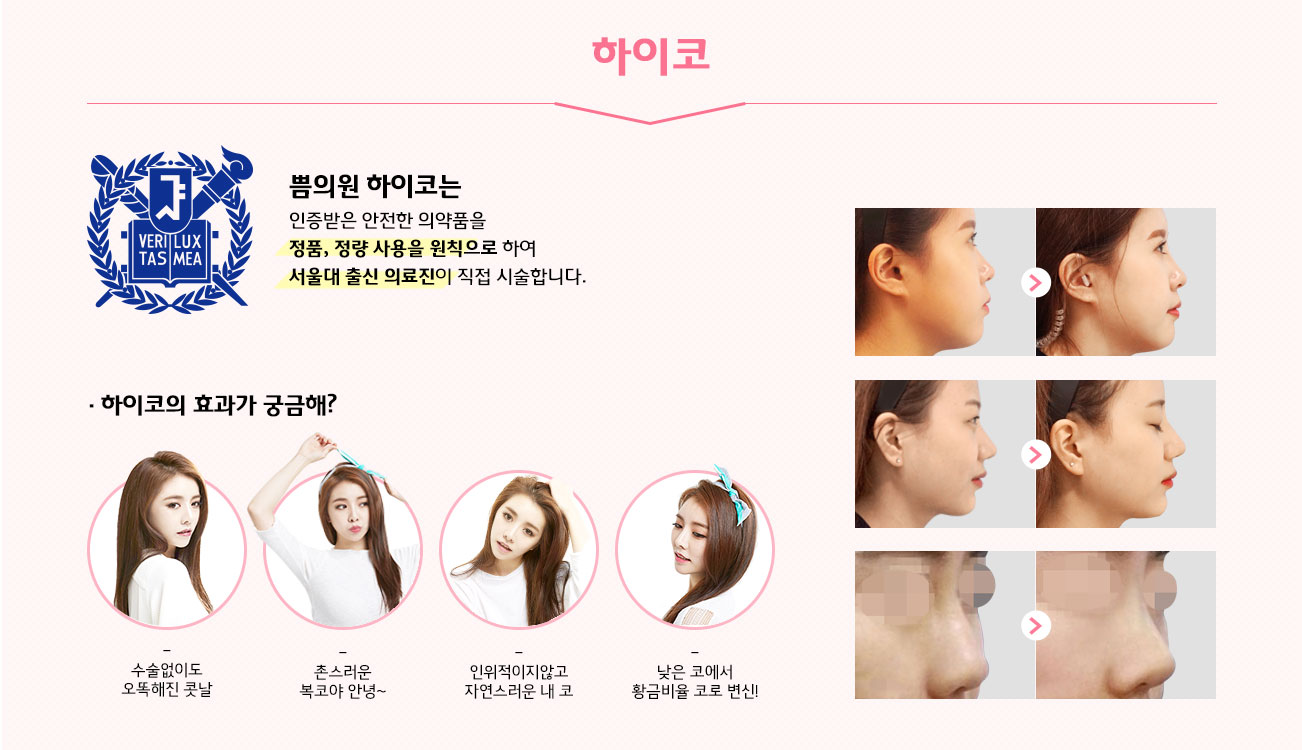 하이코
VERI LUX
TAS MEA
쁨의원 하이코는
인증받은 안전한 의약품을
정품, 정량 사용을 원칙으로 하여
서울대 출신 의료진이 직접 시술합니다.
· 하이코의 효과가 궁금해?
–
수술없이도
오똑해진 콧날
–
촌스러운
복코야 안녕~
–
인위적이지않고
자연스러운 내 코
–
낮은 코에서
황금비율 코로 변신!